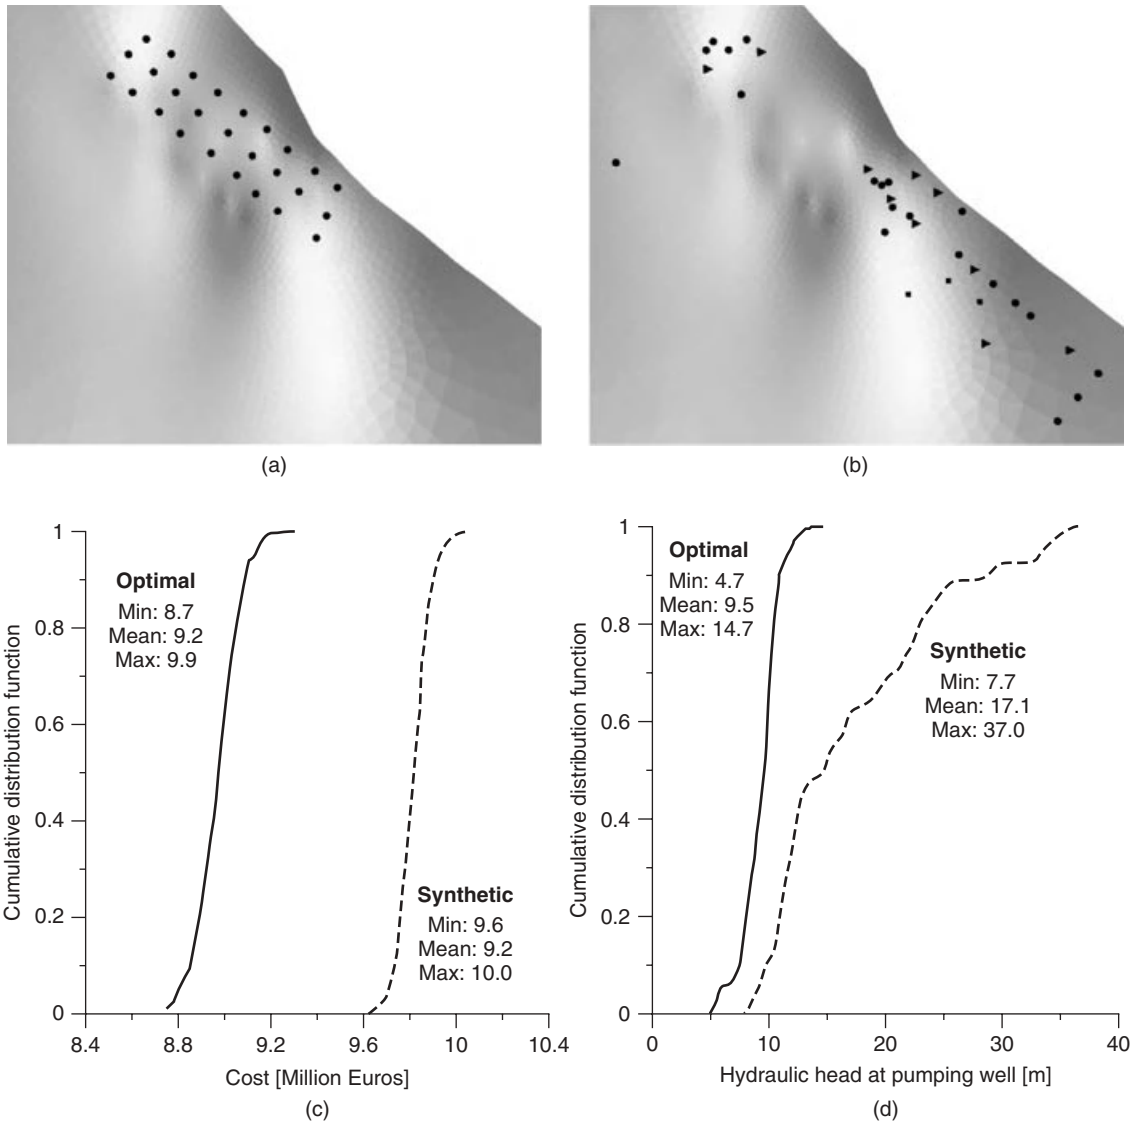 (a)
(b)
Cumulative distribution function
1
0.8
0.6
0.4
0.2
0
Optimal
Min: 8.7
Mean: 9.2
Max: 9.9
Synthetic
Min: 9.6
Mean: 9.2
Max: 10.0
8.4
8.8
9.2
9.6
10
10.4
Cost [Million Euros]
(c)
Cumulative distribution function
1
0.8
0.6
0.4
0.2
0
Optimal
Min: 4.7
Mean: 9.5
Max: 14.7
Synthetic
Min: 7.7
Mean: 17.1
Max: 37.0
0
10
20
30
40
Hydraulic head at pumping well [m]
(d)